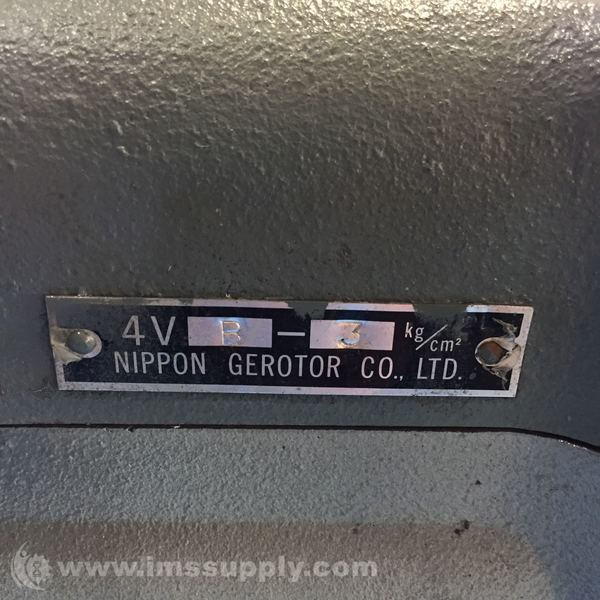 4V B - 3 kg/cm²
NIPPON GEROTOR CO., LTD.
www.imssupply.com